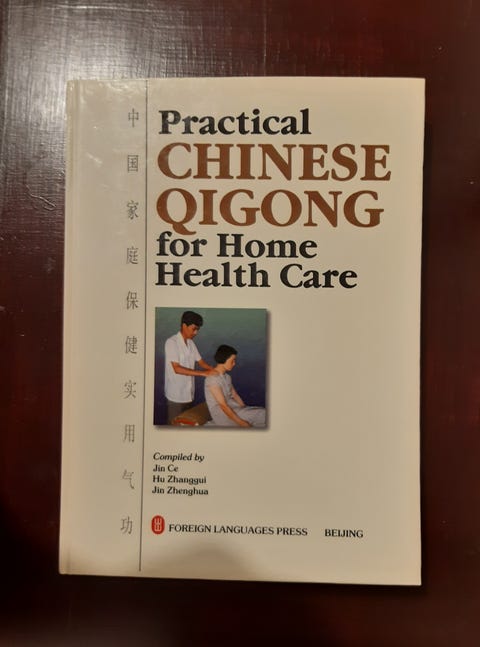 中国家庭保健实用气功
Practical
CHINESE
QIGONG
for Home
Health Care
Compiled by
Jin Ce
Hu Zhanggui
Jin Zhenghua
FOREIGN LANGUAGES PRESS BEIJING